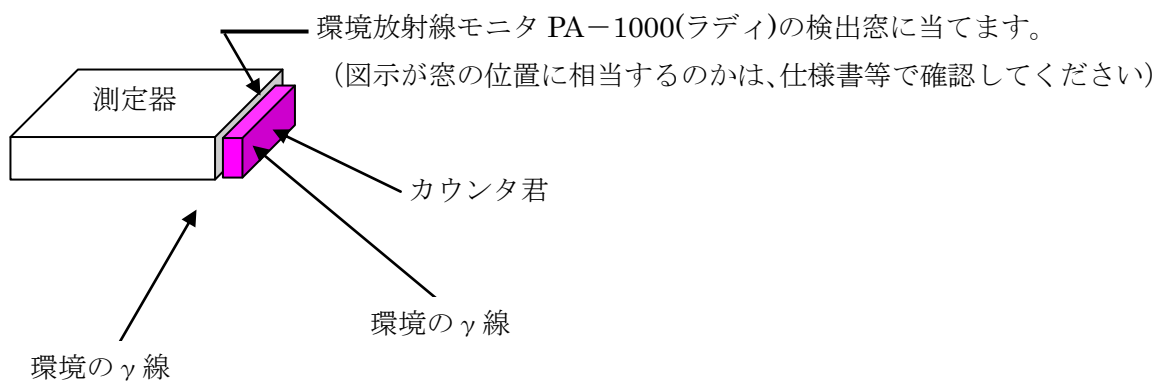 環境放射線モニタ PA－1000(ラディ)の検出窓に当てます。
（図示が窓の位置に相当するのかは、仕様書等で確認してください）
測定器
カウンタ君
環境のγ線
環境のγ線